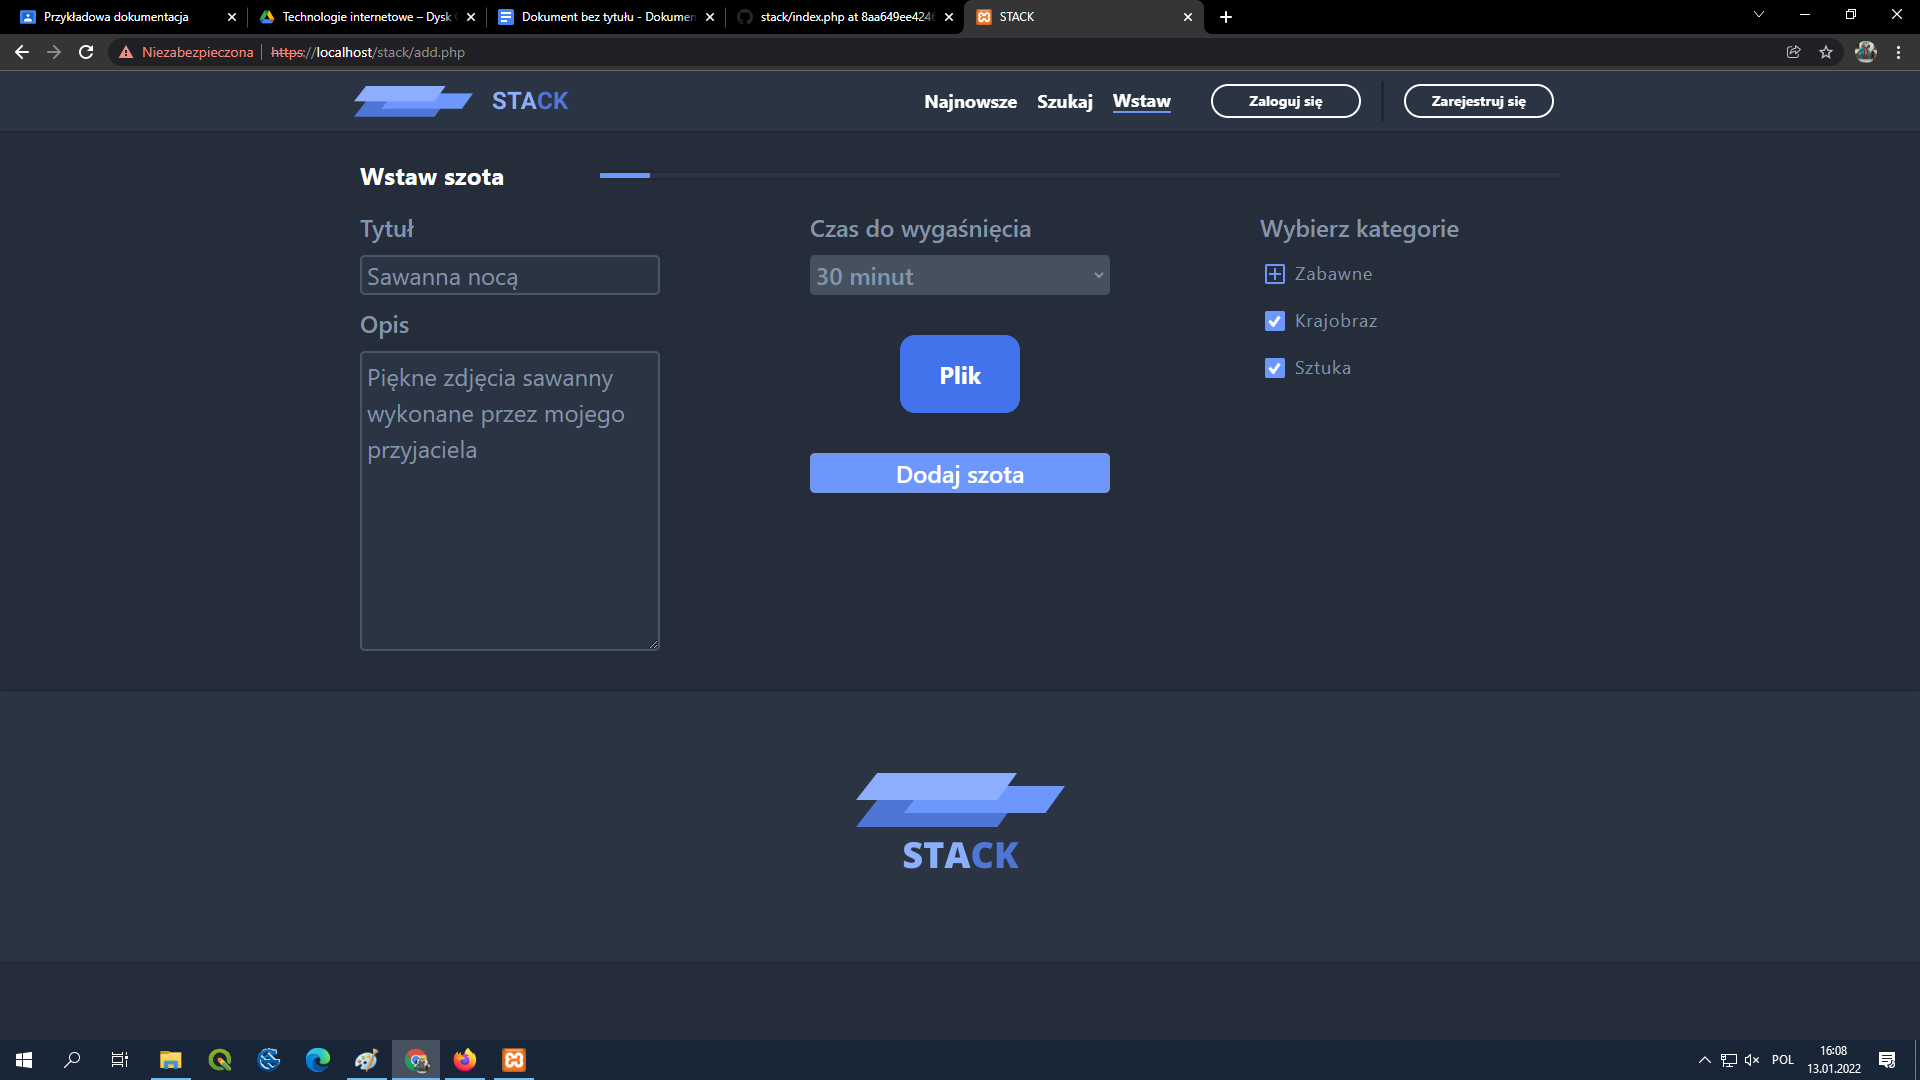 Przykładowa dokumentacja
Technologie internetowe – Dysk
Dokument bez tytułu - Dokumen
stack/index.php at 8aa649ee4246
STACK
Niezabezpieczona
https://localhost/stack/add.php
STACK
Najnowsze
Szukaj
Wstaw
Zaloguj się
Zarejestruj się
Wstaw szota
Tytuł
Sawanna nocą
Opis
Piękne zdjęcia sawanny
wykonane przez mojego
przyjaciela
Czas do wygaśnięcia
30 minut
Plik
Dodaj szota
Wybierz kategorie
Zabawne
Krajobraz
Sztuka
STACK
POL
16:08
13.01.2022